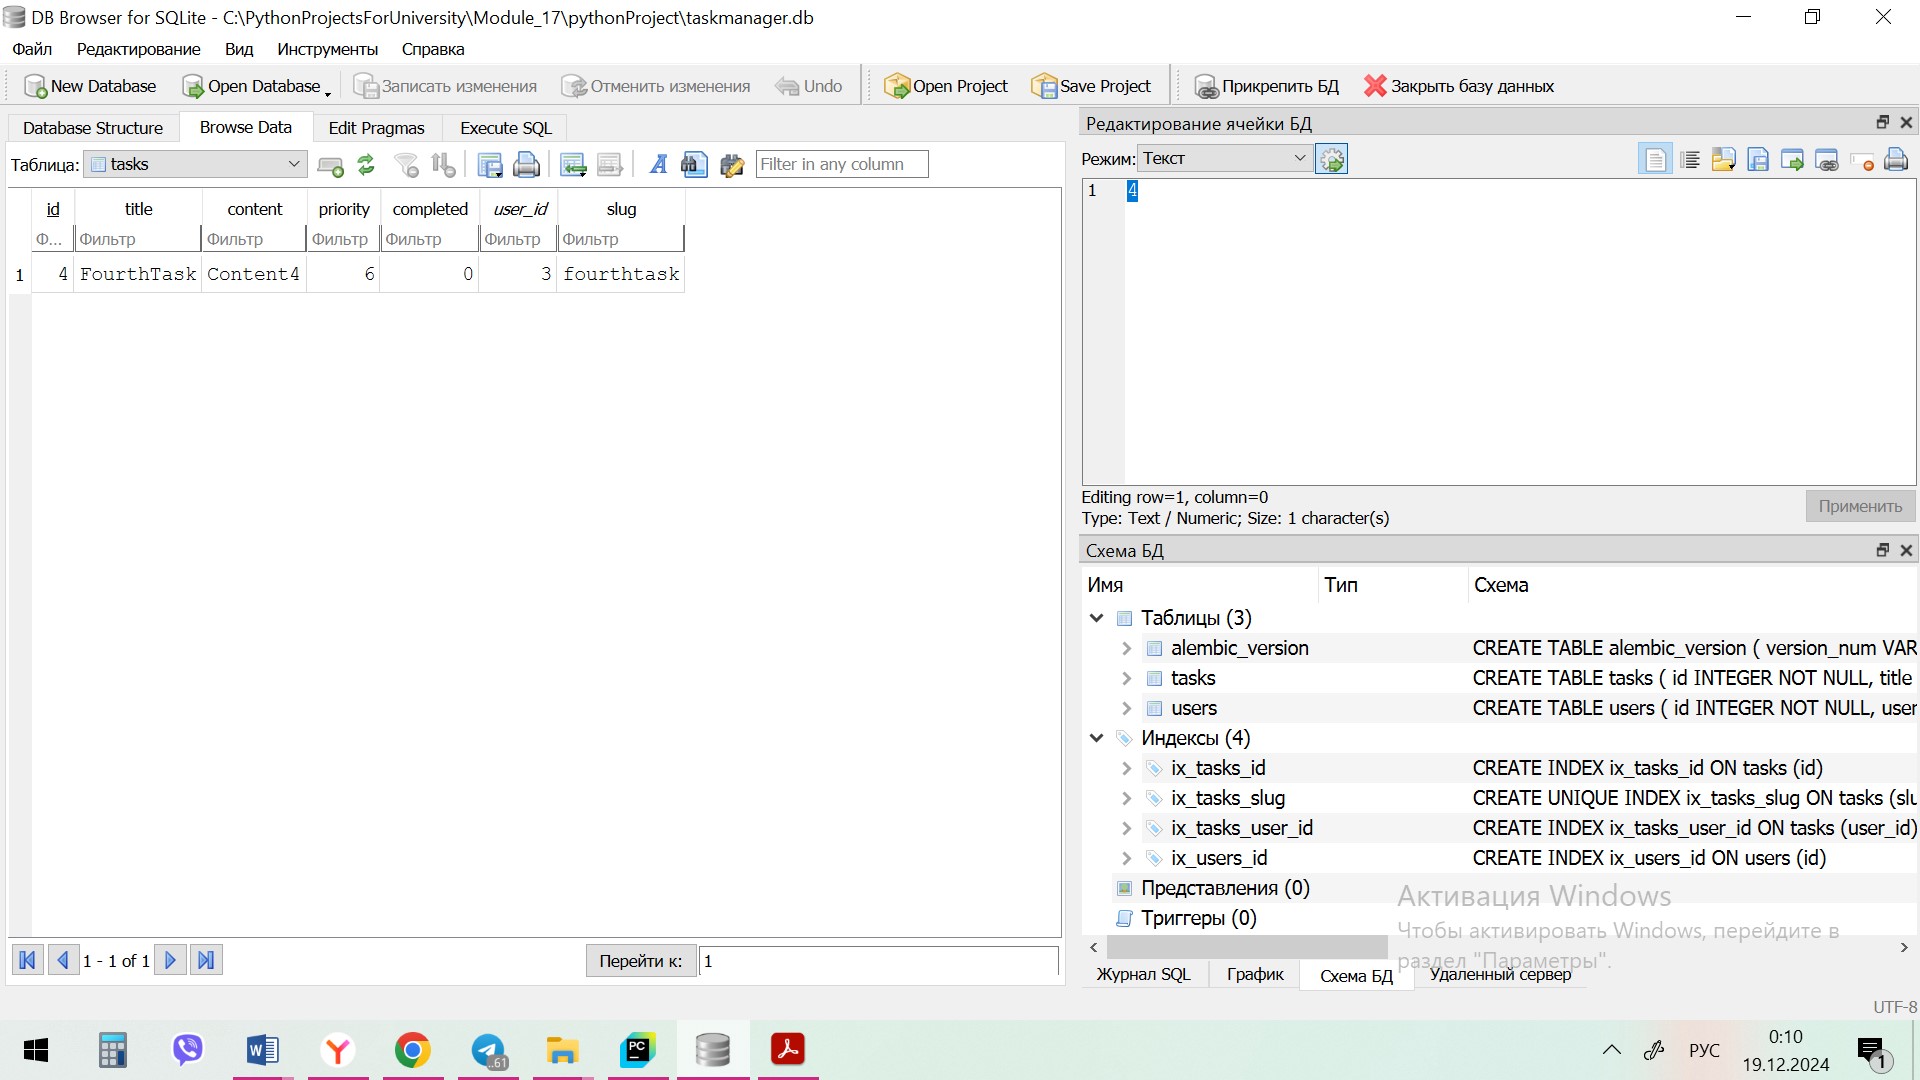 DB Browser for SQLite - C:\PythonProjectsForUniversity\Module_17\pythonProject\taskmanager.db
Файл Редактирование Вид Инструменты Справка
New Database Open Database Записать изменения Отменить изменения Undo Open Project Save Project Прикрепить БД Закрыть базу данных
Database Structure Browse Data Edit Pragmas Execute SQL
Таблица: tasks Filter in any column
id title content priority completed user_id slug
Ф... Фильтр Фильтр Фильтр Фильтр Фильтр Фильтр
1 4 FourthTask Content4 6 0 3 fourthtask
1 - 1 of 1 Перейти к: 1
Редактирование ячейки БД
Режим: Текст
1 4
Editing row=1, column=0
Type: Text / Numeric; Size: 1 character(s)
Применить
Схема БД
Имя Тип Схема
Таблицы (3)
alembic_version CREATE TABLE alembic_version ( version_num VAR
tasks CREATE TABLE tasks ( id INTEGER NOT NULL, title
users CREATE TABLE users ( id INTEGER NOT NULL, user
Индексы (4)
ix_tasks_id CREATE INDEX ix_tasks_id ON tasks (id)
ix_tasks_slug CREATE UNIQUE INDEX ix_tasks_slug ON tasks (slu
ix_tasks_user_id CREATE INDEX ix_tasks_user_id ON tasks (user_id)
ix_users_id CREATE INDEX ix_users_id ON users (id)
Представления (0)
Триггеры (0)
Активация Windows
Чтобы активировать Windows, перейдите в
раздел "Параметры".
Журнал SQL График Схема БД Удаленный сервер
UTF-8
W Y ..61 PC РУС 0:10
19.12.2024
1